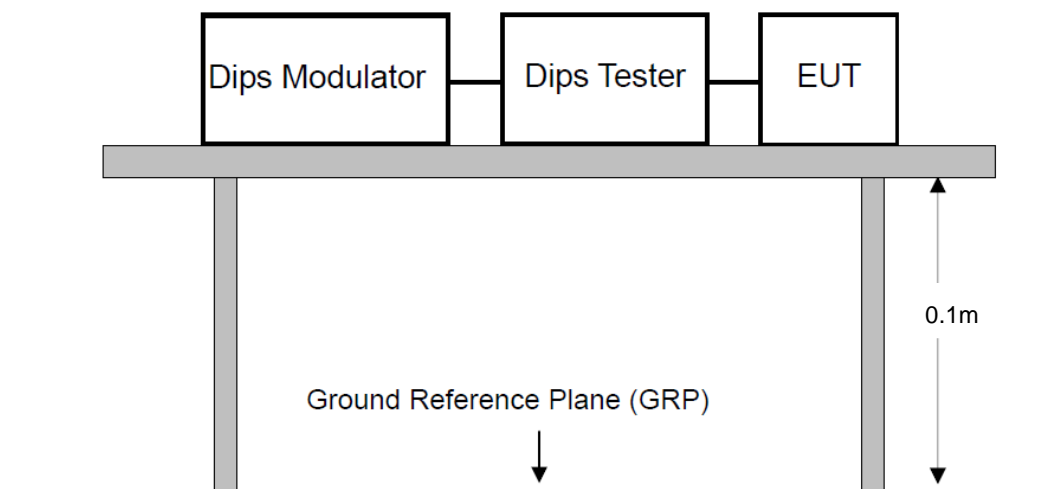 Dips Modulator
Dips Tester
EUT
0.1m
Ground Reference Plane (GRP)